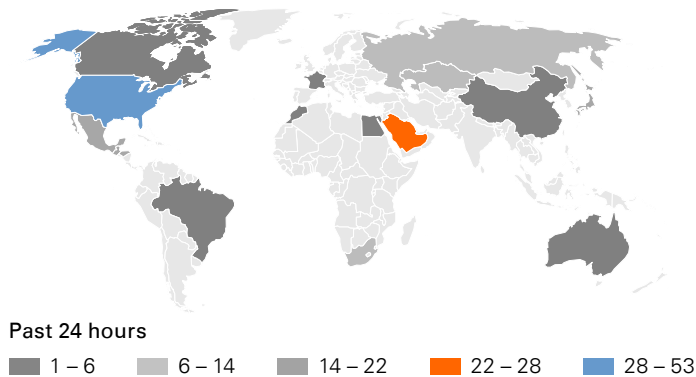 Past 24 hours
1 – 6 6 – 14 14 – 22 22 – 28 28 – 53